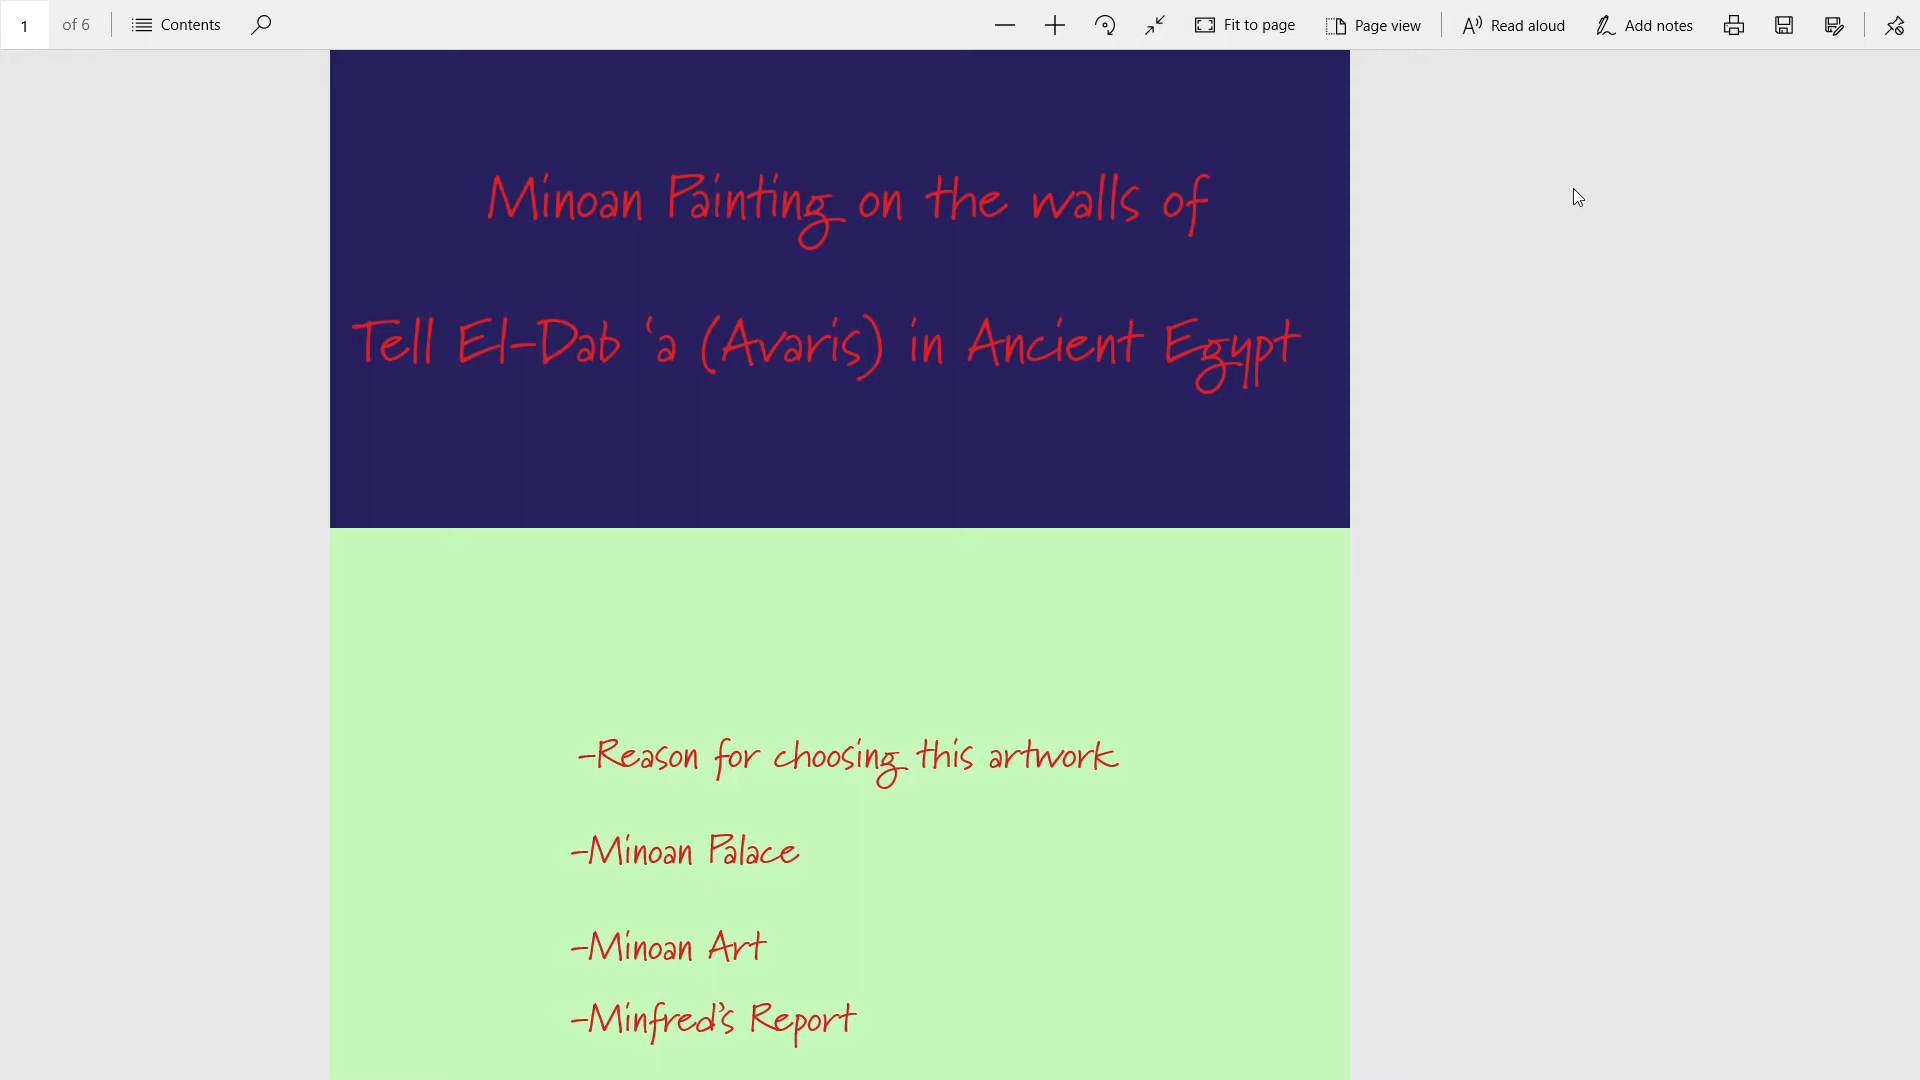 1 of 6 Contents Fit to page Page view Read aloud Add notes
Minoan Painting on the walls of
Tell El-Dab ‘a (Avaris) in Ancient Egypt
-Reason for choosing this artwork
-Minoan Palace
-Minoan Art
-Minfred’s Report